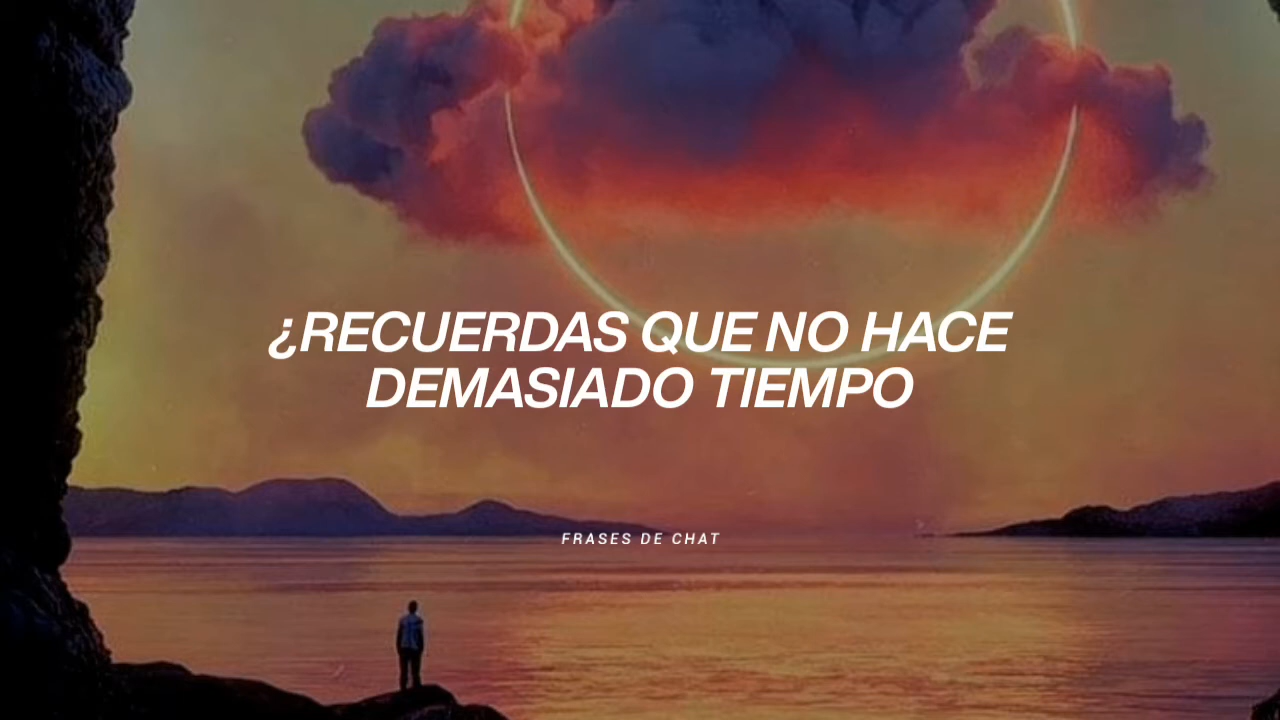 ¿RECUERDAS QUE NO HACE
DEMASIADO TIEMPO
FRASES DE CHAT